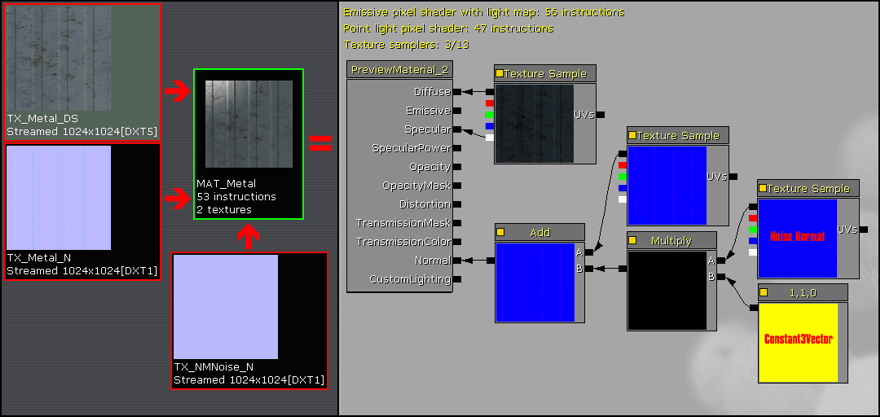 TX_Metal_DS
Streamed 1024x1024[DXT5]
TX_Metal_N
Streamed 1024x1024[DXT1]
MAT_Metal
53 instructions
2 textures
=
TX_NMNoise_N
Streamed 1024x1024[DXT1]
Emissive pixel shader with light map: 56 instructions
Point light pixel shader: 47 instructions
Texture samplers: 3/13
PreviewMaterial_2
Diffuse
Emissive
Specular
SpecularPower
Opacity
OpacityMask
Distortion
TransmissionMask
TransmissionColor
Normal
CustomLighting
Texture Sample
UVs
Texture Sample
UVs
Texture Sample
UVs
Noise Normal
Add
A
B
Multiply
A
B
1,1,0
Constant3Vector